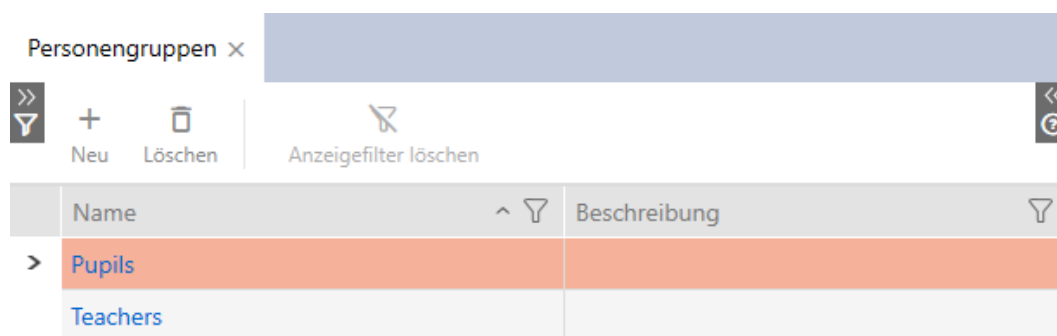 Personengruppen
Neu Löschen Anzeigefilter löschen
Name Beschreibung
Pupils
Teachers